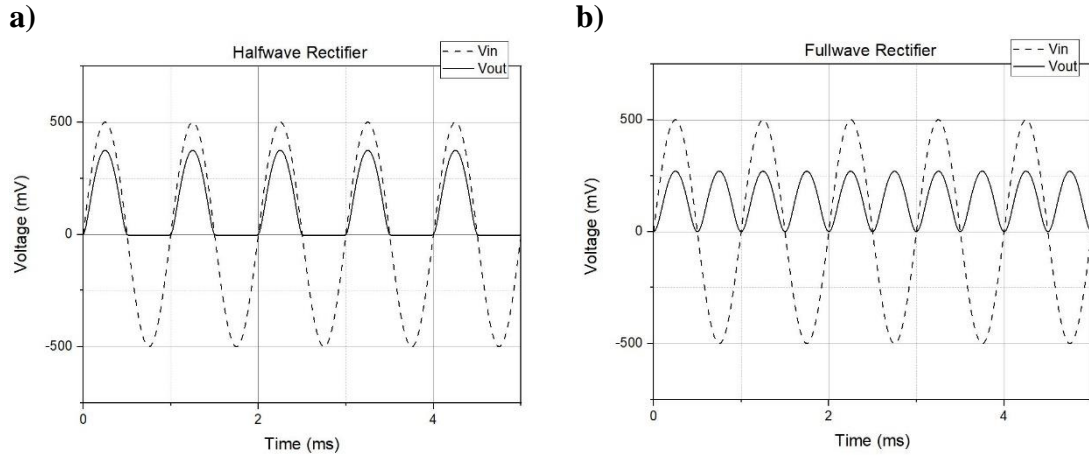 a)
Halfwave Rectifier
Vin
Vout
500
0
-500
Voltage (mV)
0
2
4
Time (ms)
b)
Fullwave Rectifier
Vin
Vout
500
0
-500
Voltage (mV)
0
2
4
Time (ms)